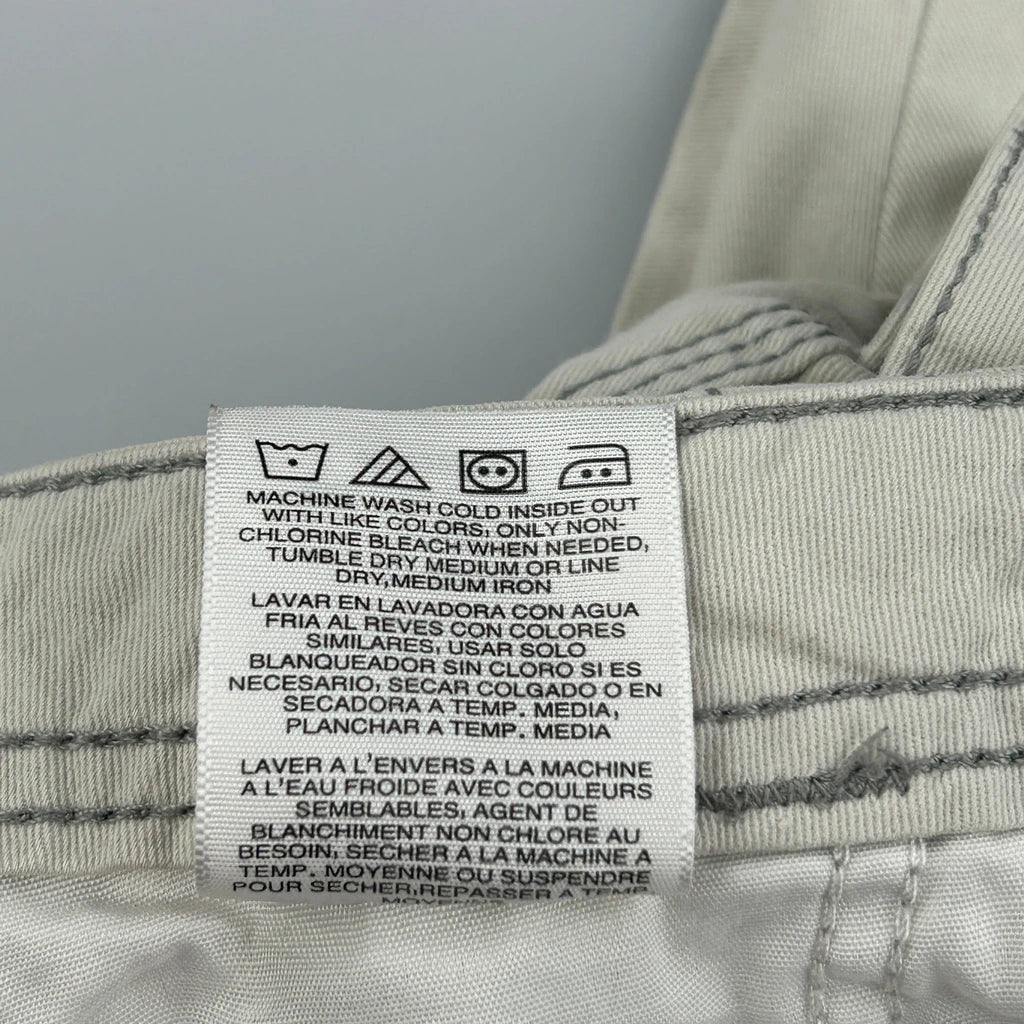 MACHINE WASH COLD INSIDE OUT
WITH LIKE COLORS, ONLY NON-
CHLORINE BLEACH WHEN NEEDED,
TUMBLE DRY MEDIUM OR LINE
DRY,MEDIUM IRON
LAVAR EN LAVADORA CON AGUA
FRIA AL REVES CON COLORES
SIMILARES, USAR SOLO
BLANQUEADOR SIN CLORO SI ES
NECESARIO, SECAR COLGADO O EN
SECADORA A TEMP. MEDIA,
PLANCHAR A TEMP. MEDIA
LAVER A L'ENVERS A LA MACHINE
A L'EAU FROIDE AVEC COULEURS
SEMBLABLES, AGENT DE
BLANCHIMENT NON CHLORE AU
BESOIN, SECHER A LA MACHINE A
TEMP. MOYENNE OU SUSPENDRE
POUR SECHER,REPASSER A TEMP